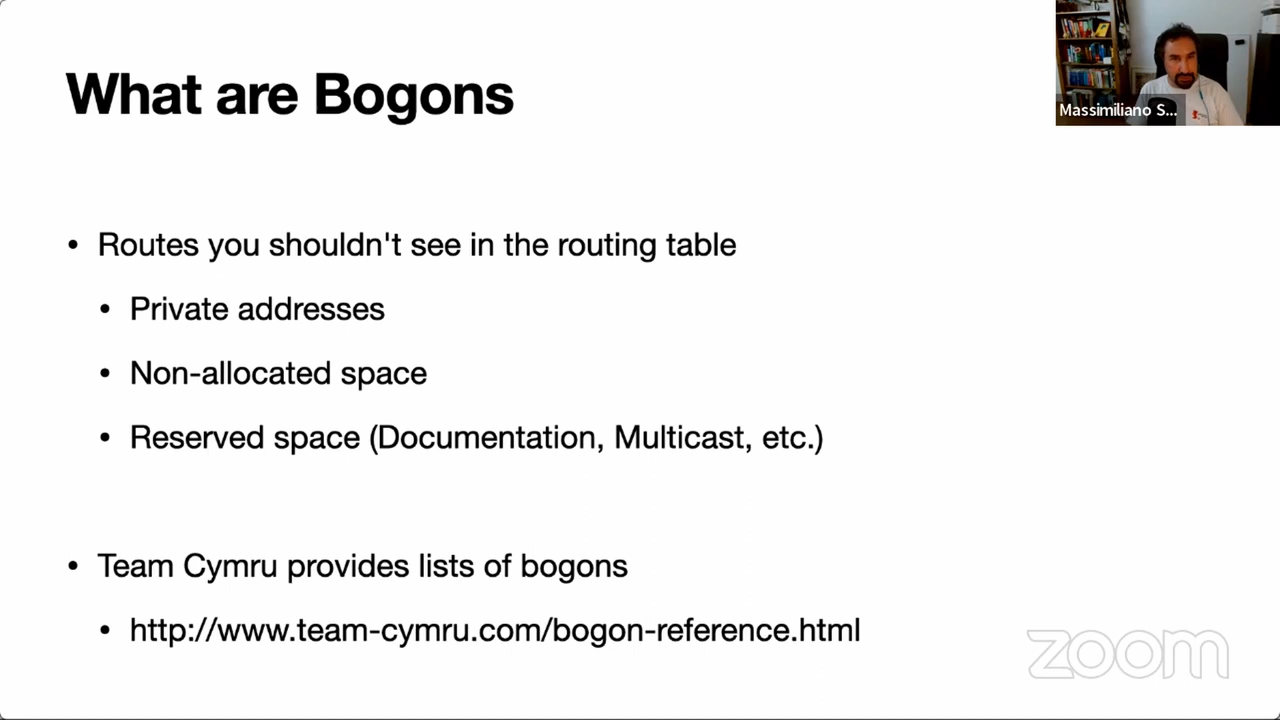 What are Bogons
Massimiliano S...
• Routes you shouldn't see in the routing table
• Private addresses
• Non-allocated space
• Reserved space (Documentation, Multicast, etc.)
• Team Cymru provides lists of bogons
• http://www.team-cymru.com/bogon-reference.html
zoom